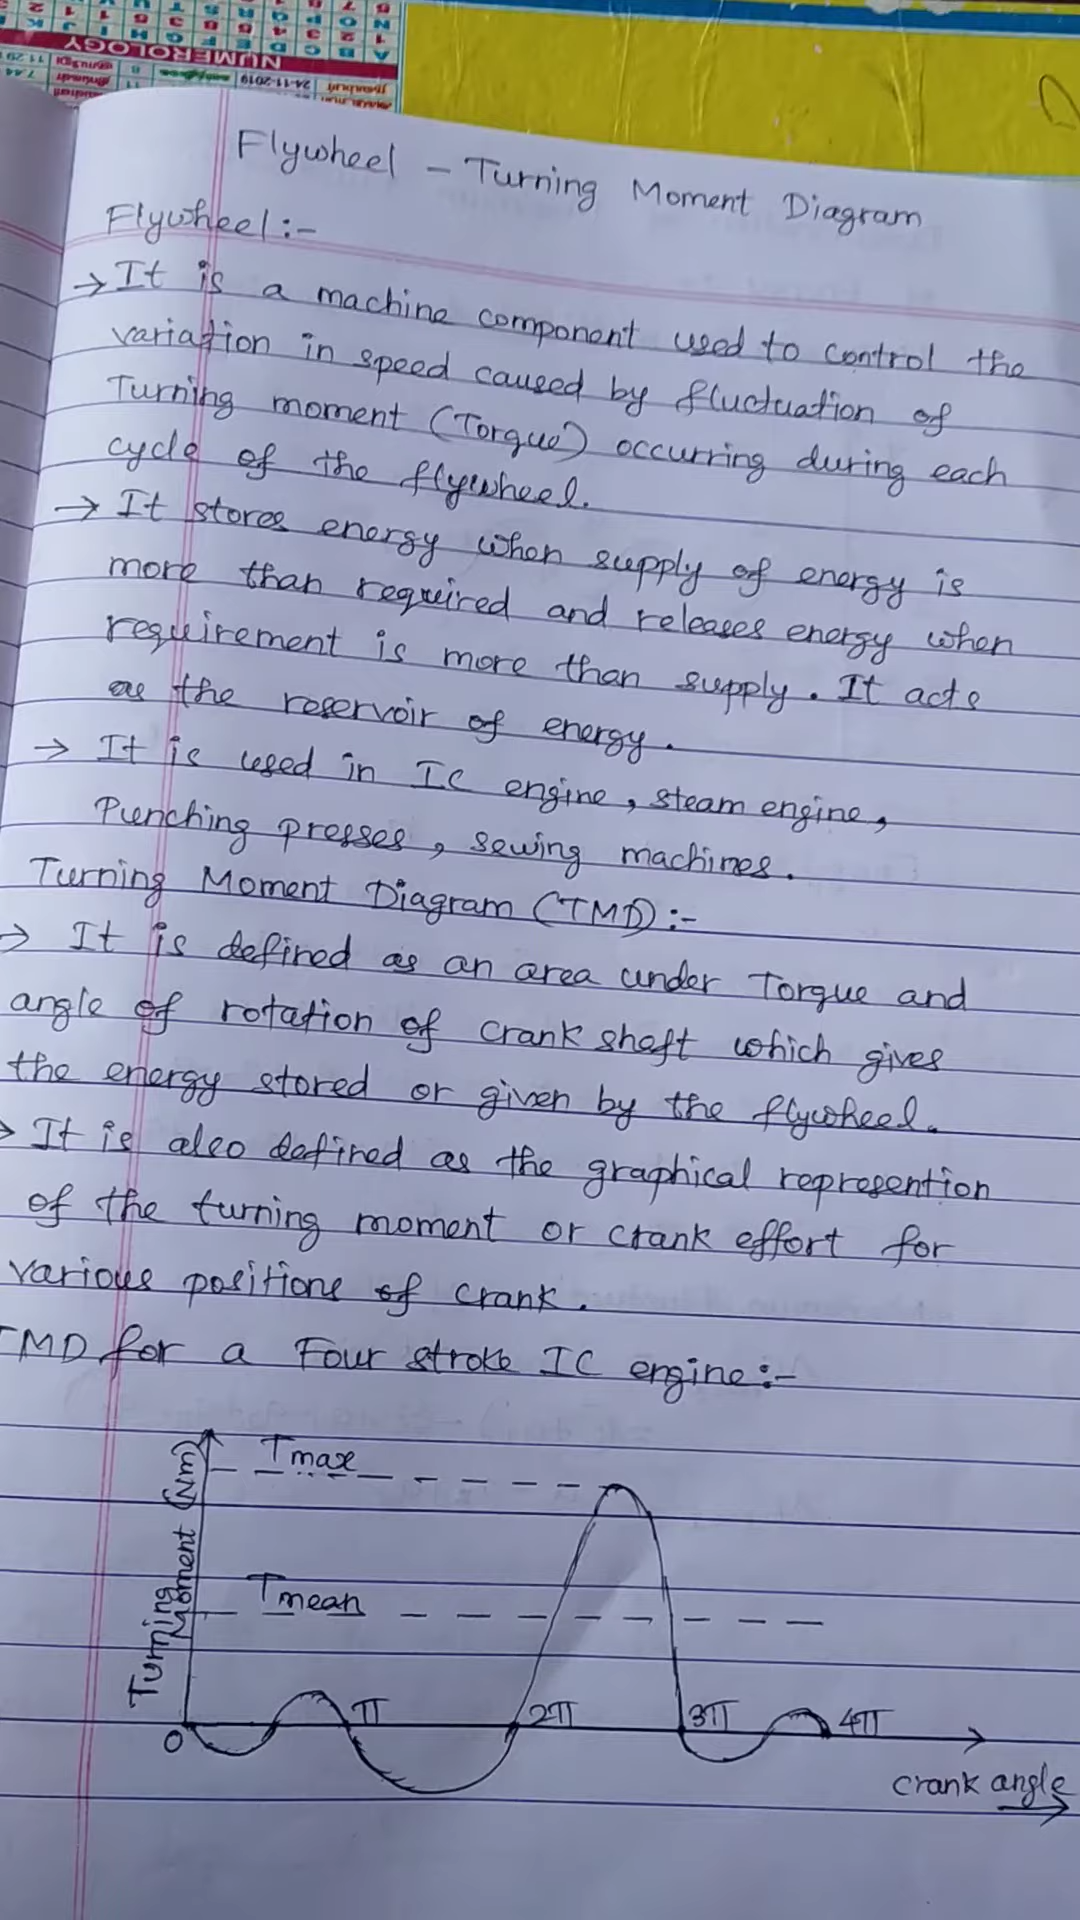 NUMEROLOGY
24-11-2019
Flywheel - Turning Moment Diagram
Flywheel :-
→ It is a machine component used to control the
variation in speed caused by fluctuation of
Turning moment (Torque) occurring during each
cycle of the flywheel.
→ It stores energy when supply of energy is
more than required and releases energy when
requirement is more than supply. It acts
as the reservoir of energy.
→ It is used in IC engine, steam engine,
Punching presses, sewing machines.
Turning Moment Diagram (TMD) :-
→ It is defined as an area under Torque and
angle of rotation of crank shaft which gives
the energy stored or given by the flywheel.
→ It is also defined as the graphical represention
of the turning moment or crank effort for
various positions of crank.
TMD for a Four stroke IC engine :-
Tmax
Turning Moment (Nm)
Tmean
0 π 2π 3π 4π
crank angle